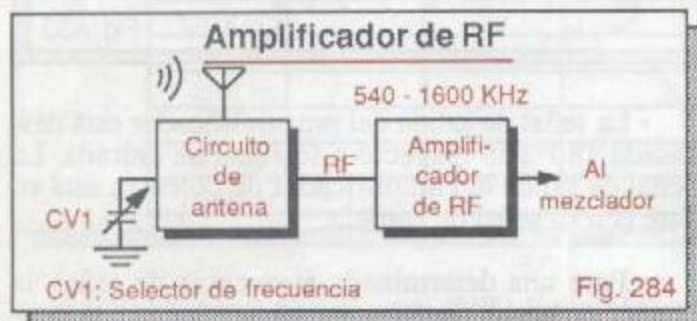 Amplificador de RF
540 - 1600 KHz
Circuito
de
antena
RF
Amplifi-
cador
de RF
Al
mezclador
CV1
CV1: Selector de frecuencia
Fig. 284